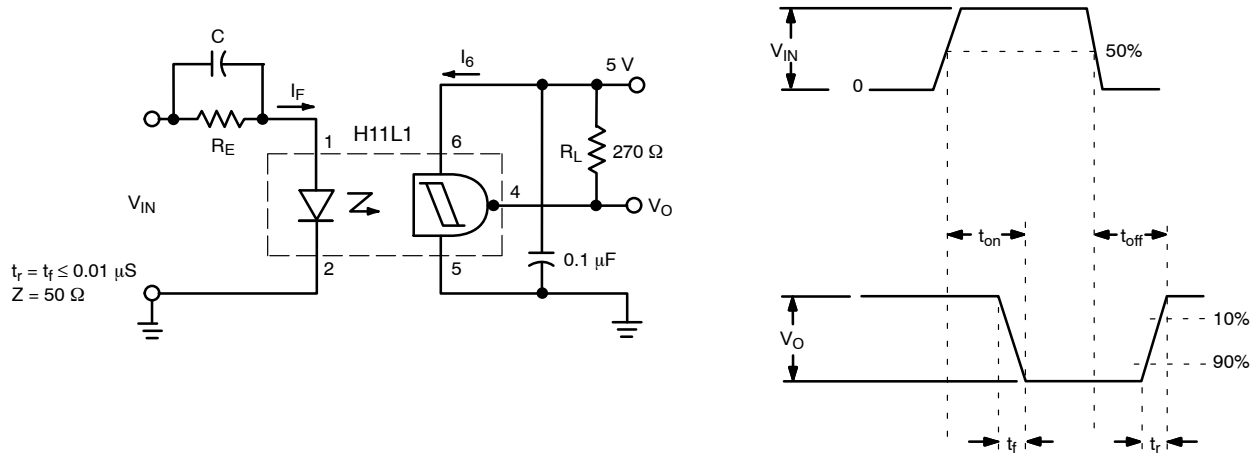 C
R_E
I_F
1
H11L1
I_6
6
5 V
R_L
270 Ω
4
V_O
V_IN
2
5
0.1 μF
t_r = t_f ≤ 0.01 μS
Z = 50 Ω
V_IN
0
50%
t_on
t_off
V_O
10%
90%
t_f
t_r